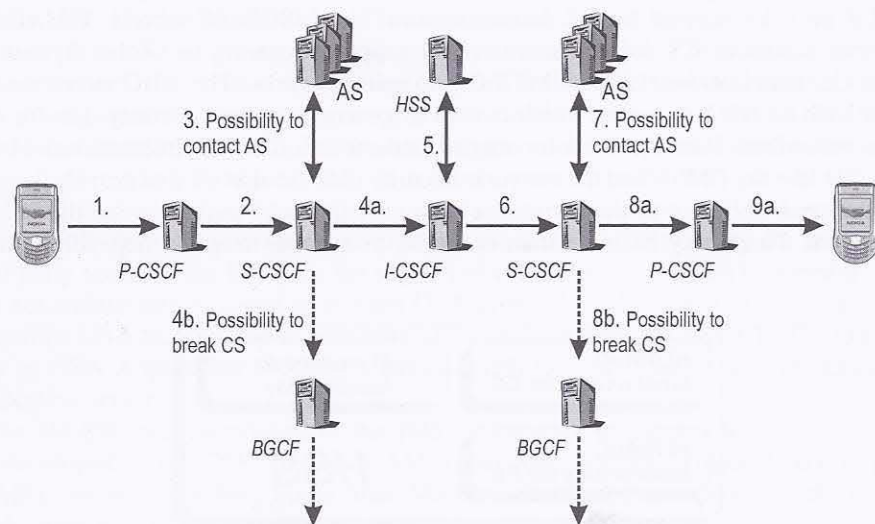 AS
HSS
AS
3. Possibility to
contact AS
5.
7. Possibility to
contact AS
1.
2.
4a.
6.
8a.
9a.
P-CSCF
S-CSCF
I-CSCF
S-CSCF
P-CSCF
4b. Possibility to
break CS
8b. Possibility to
break CS
BGCF
BGCF